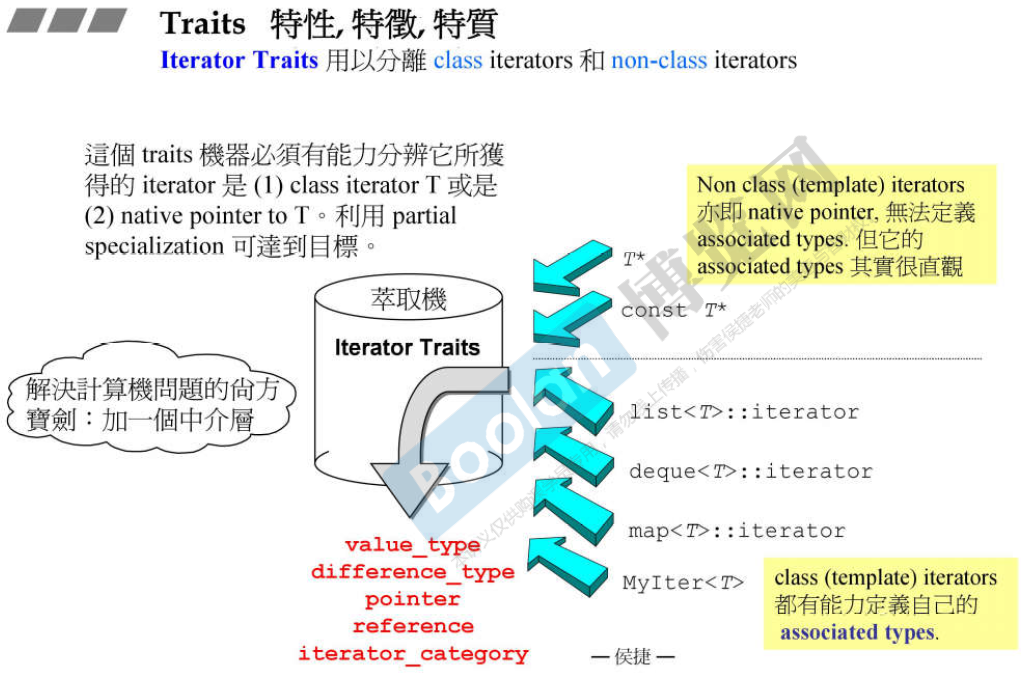 Traits 特性, 特徵, 特質
Iterator Traits 用以分離 class iterators 和 non-class iterators
這個 traits 機器必須有能力分辨它所獲
得的 iterator 是 (1) class iterator T 或是
(2) native pointer to T。利用 partial
specialization 可達到目標。
Non class (template) iterators
亦即 native pointer, 無法定義
associated types. 但它的
associated types 其實很直觀
T*
const T*
萃取機
Iterator Traits
解決計算機問題的尚方
寶劍：加一個中介層
list<T>::iterator
deque<T>::iterator
map<T>::iterator
MyIter<T>
value_type
difference_type
pointer
reference
iterator_category
class (template) iterators
都有能力定義自己的
associated types.
— 侯捷 —
Boolan
博览网